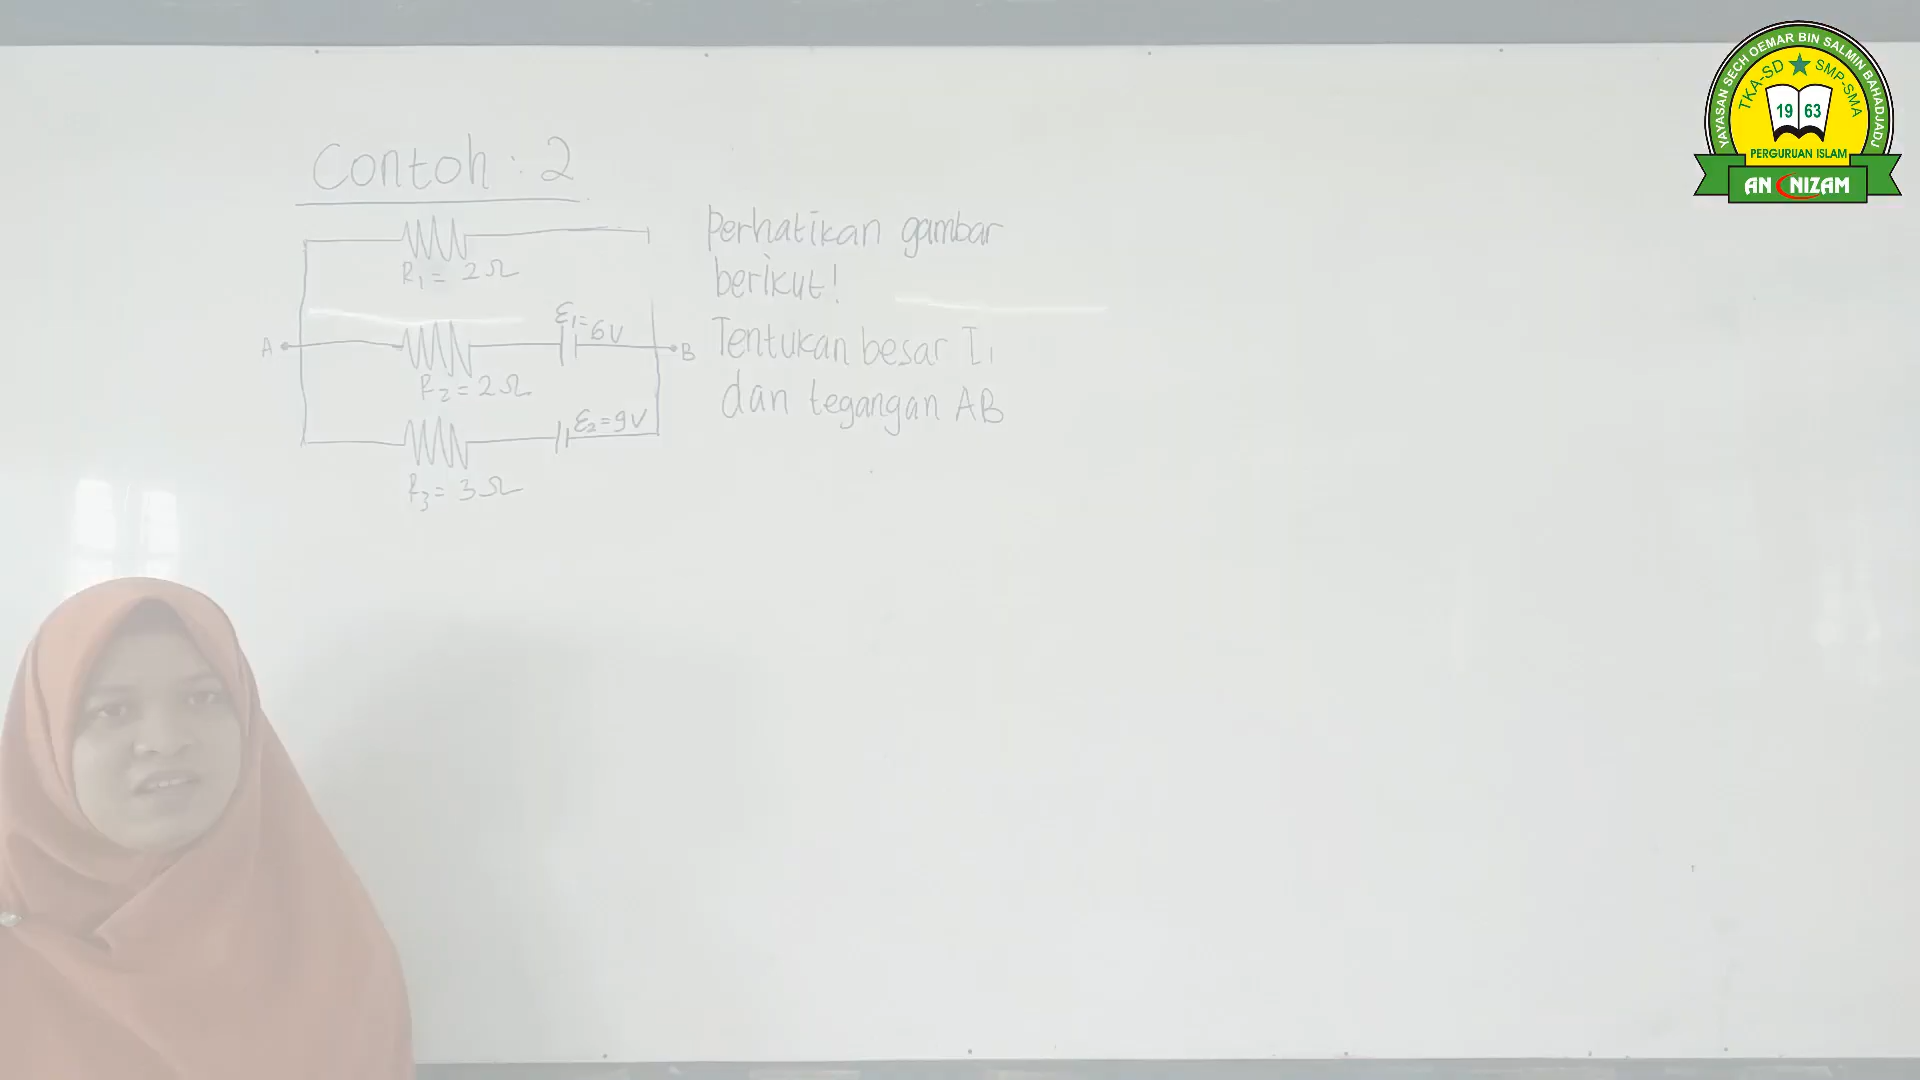 Contoh : 2
R1 = 2Ω
A
R2 = 2Ω
ε1 = 6V
B
R3 = 3Ω
ε2 = 9V
Perhatikan gambar
berikut!
Tentukan besar I1
dan tegangan AB
YAYASAN SECH OEMAR BIN SALMIN BAHADJADJ
TKA-SD SMP-SMA
19 63
PERGURUAN ISLAM
AN NIZAM